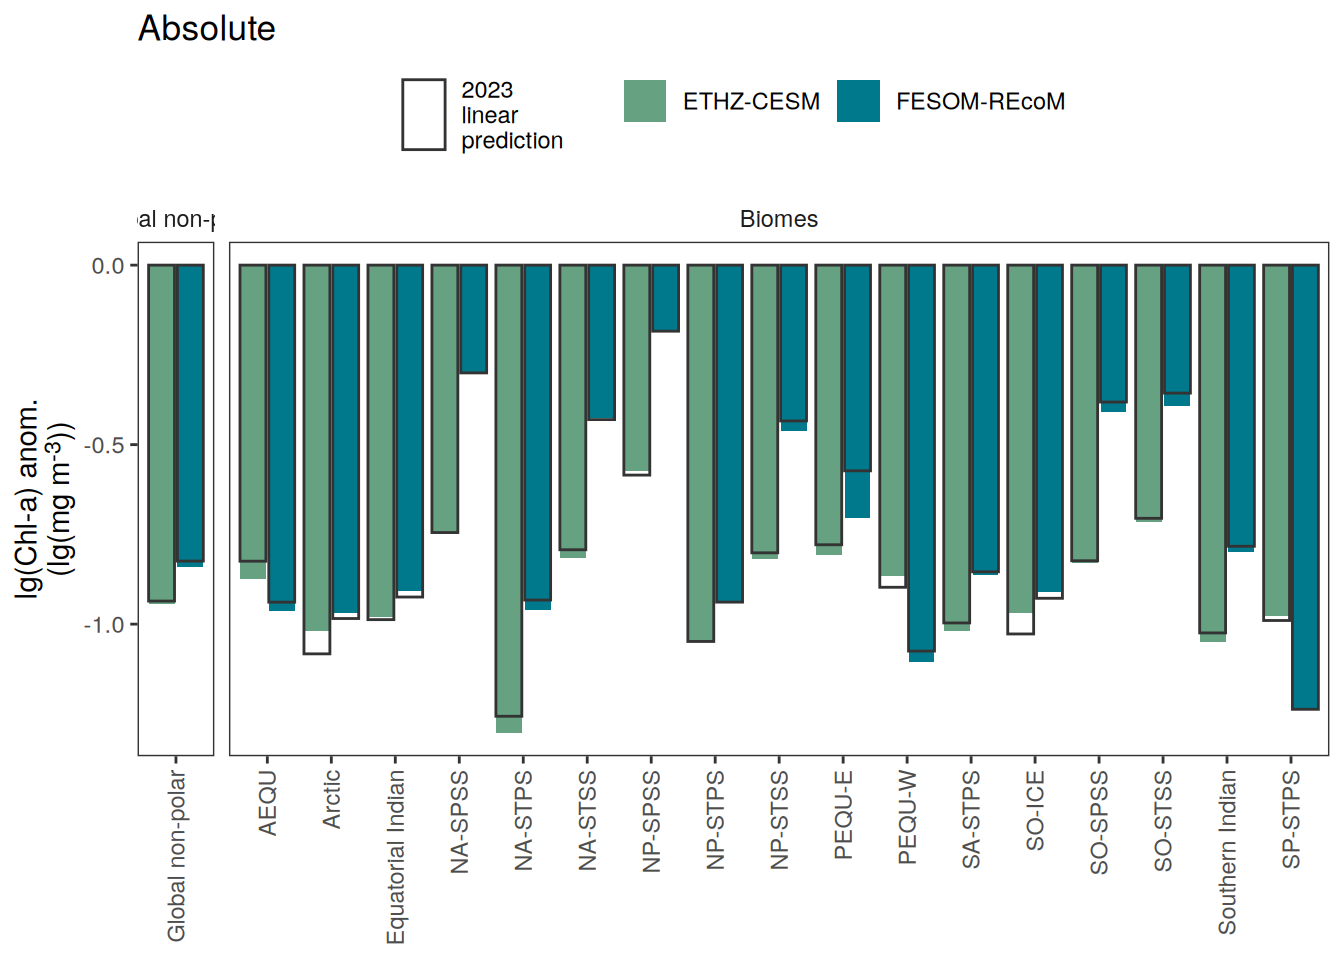 Absolute
2023
linear
prediction
ETHZ-CESM
FESOM-REcoM
al non-
Biomes
lg(Chl-a) anom.
(lg(mg m-3))
0.0
-0.5
-1.0
Global non-polar
AEQU
Arctic
Equatorial Indian
NA-SPSS
NA-STPS
NA-STSS
NP-SPSS
NP-STPS
NP-STSS
PEQU-E
PEQU-W
SA-STPS
SO-ICE
SO-SPSS
SO-STSS
Southern Indian
SP-STPS